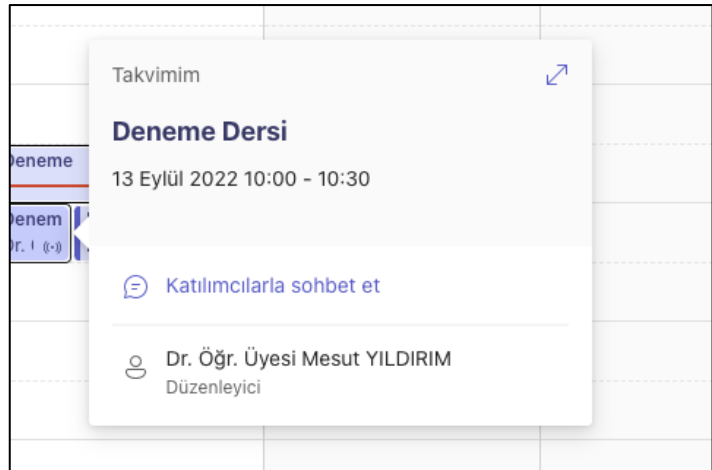 Takvimim
Deneme Dersi
13 Eylül 2022 10:00 - 10:30
Katılımcılarla sohbet et
Dr. Öğr. Üyesi Mesut YILDIRIM
Düzenleyici
Deneme
Denem
Dr.